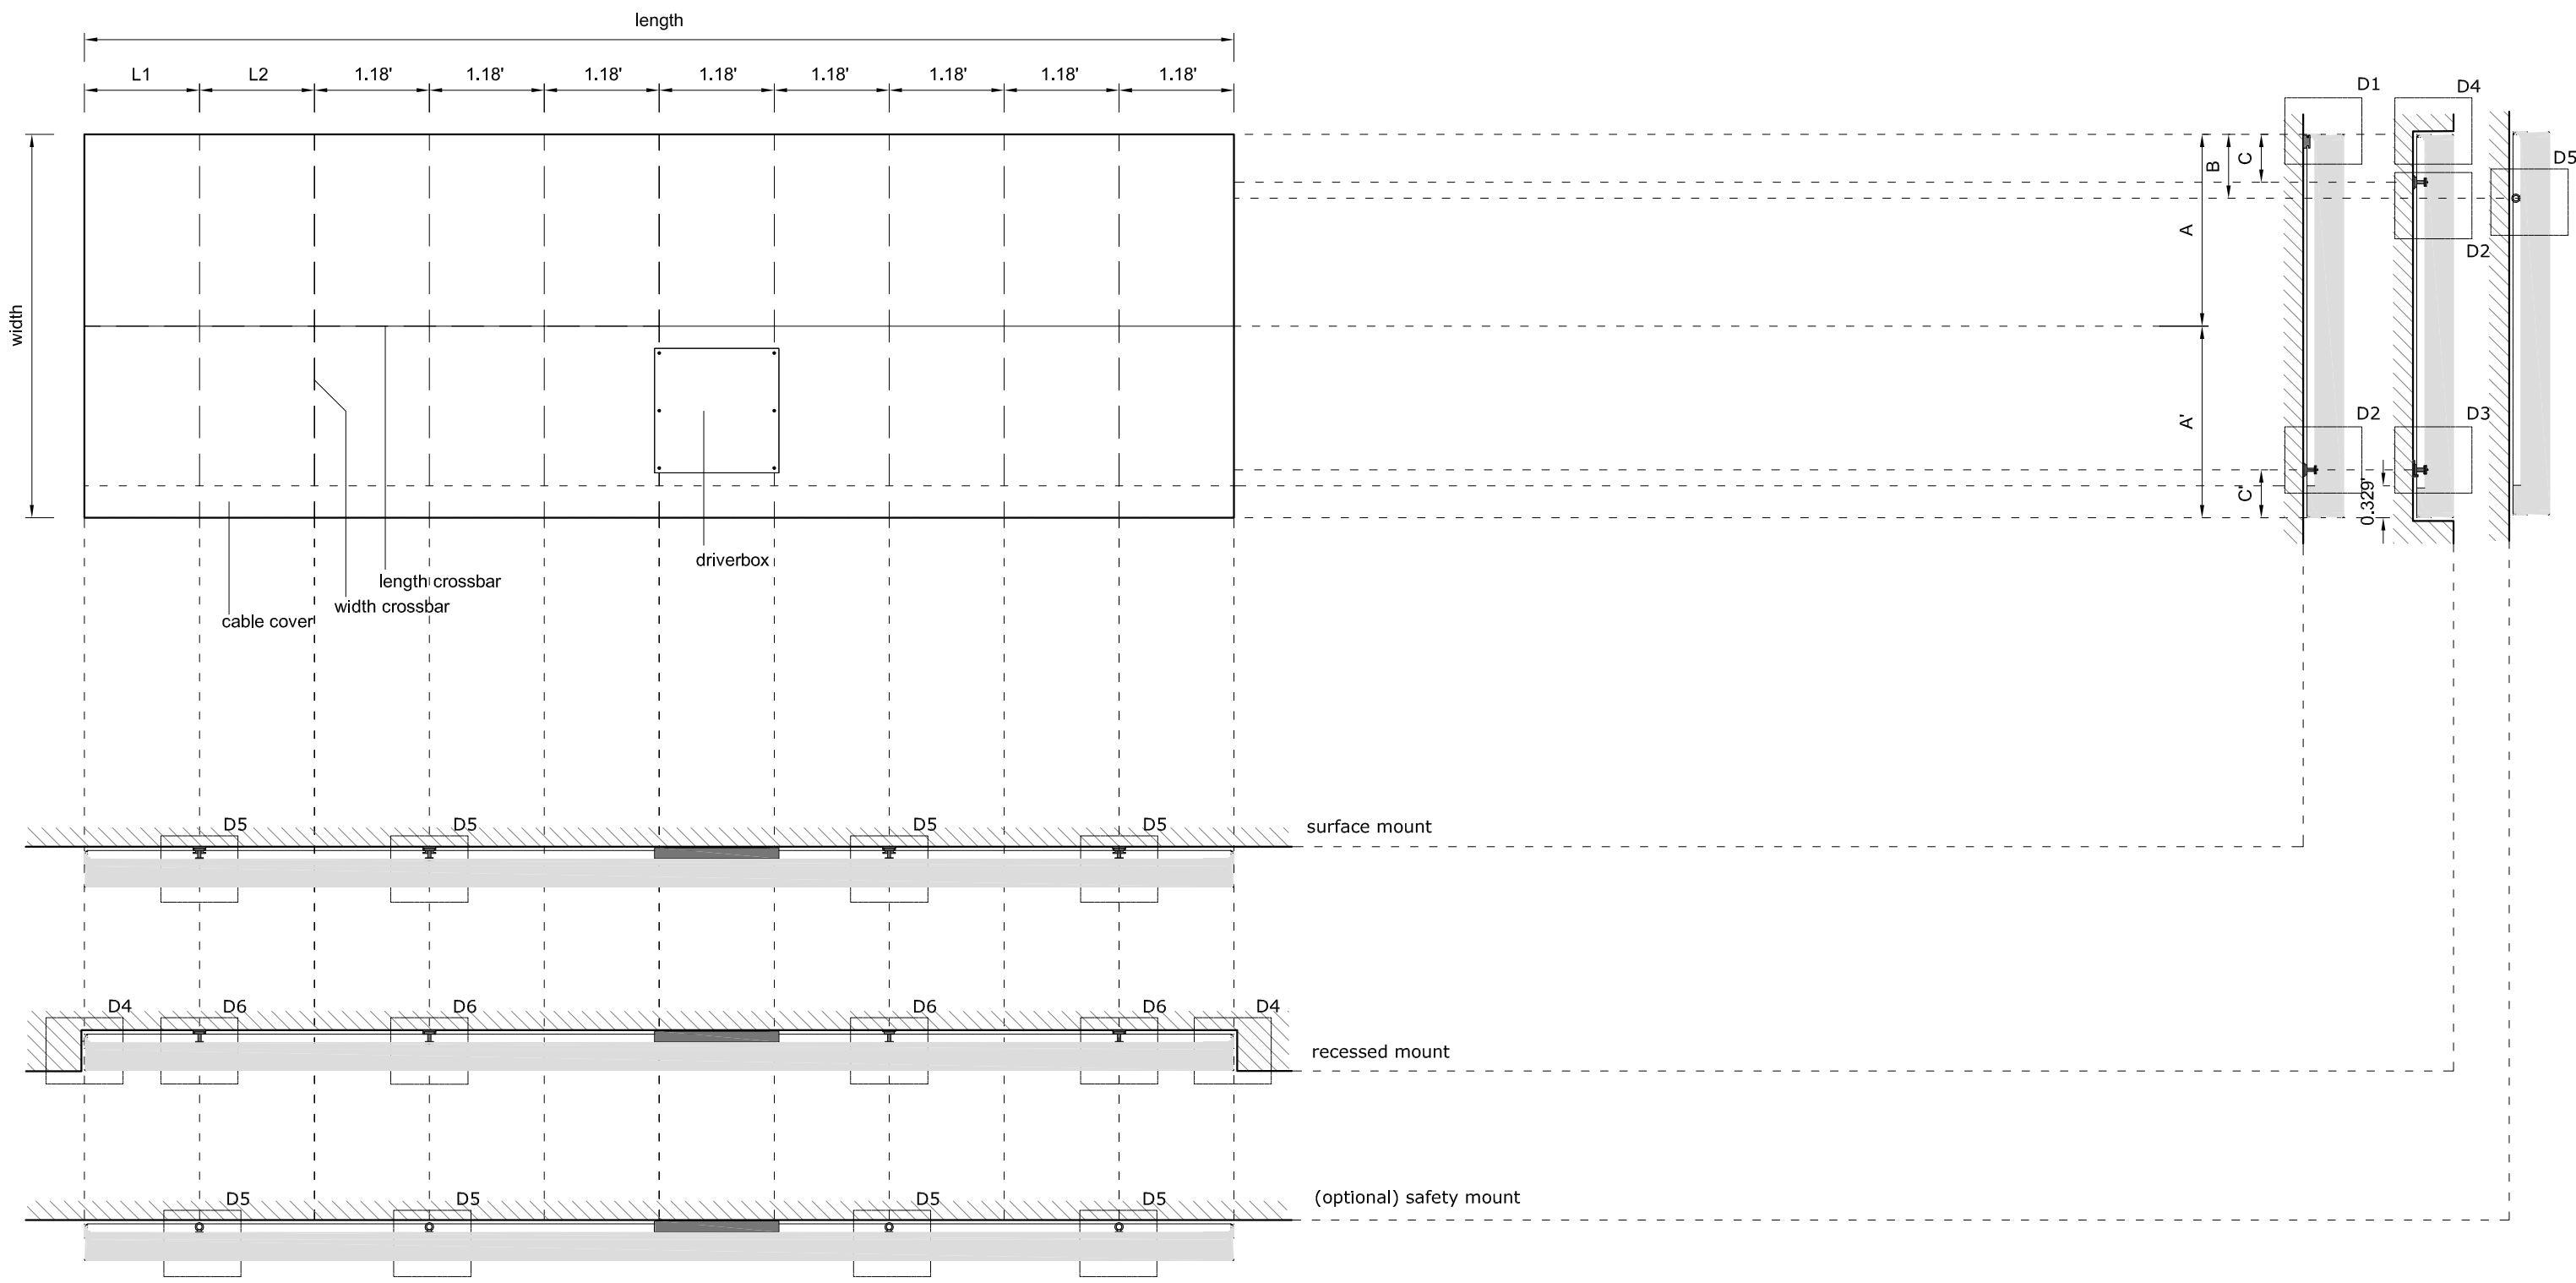 length
L1 L2 1.18' 1.18' 1.18' 1.18' 1.18' 1.18' 1.18' 1.18'
D1 D4
D5
B C
A
D2
width
D2 D3
A'
C' 0.329'
driverbox
length crossbar
width crossbar
cable cover
D5 D5 D5 D5 surface mount
D4 D6 D6 D6 D6 D4
recessed mount
D5 D5 D5 D5 (optional) safety mount